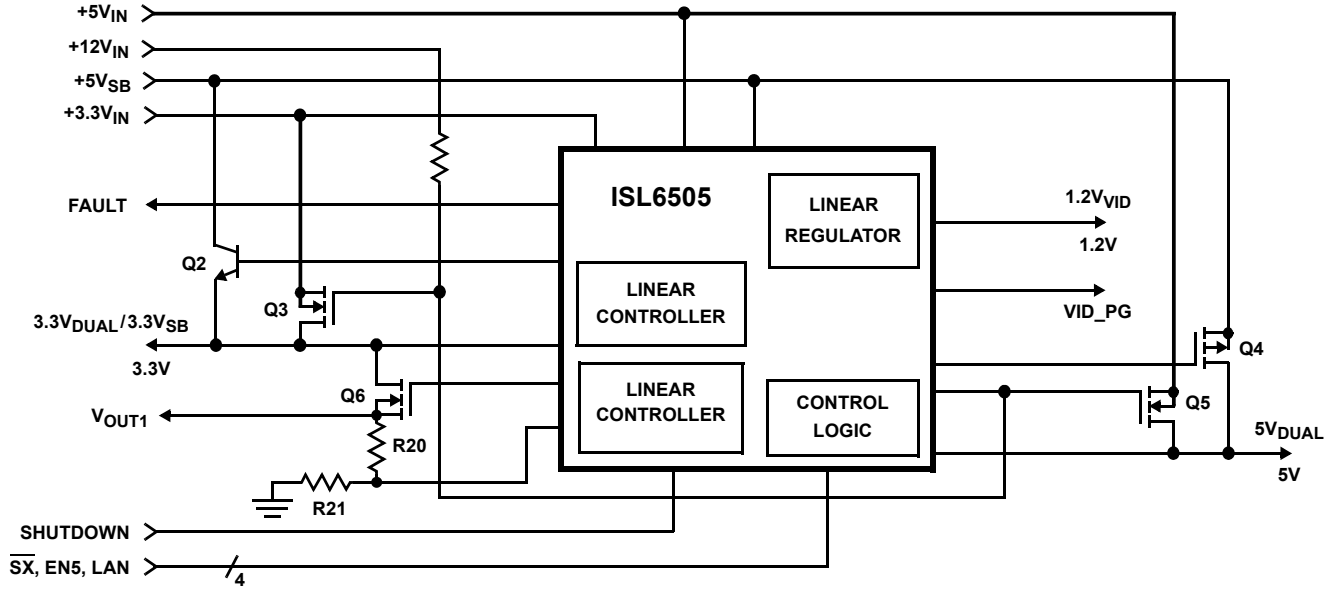 +5VIN
+12VIN
+5VSB
+3.3VIN
FAULT
Q2
Q3
3.3VDUAL/3.3VSB
3.3V
Q6
VOUT1
R20
R21
SHUTDOWN
S̅X̅, EN5, LAN
4
ISL6505
LINEAR
REGULATOR
LINEAR
CONTROLLER
LINEAR
CONTROLLER
CONTROL
LOGIC
1.2VVID
1.2V
VID_PG
Q4
Q5
5VDUAL
5V